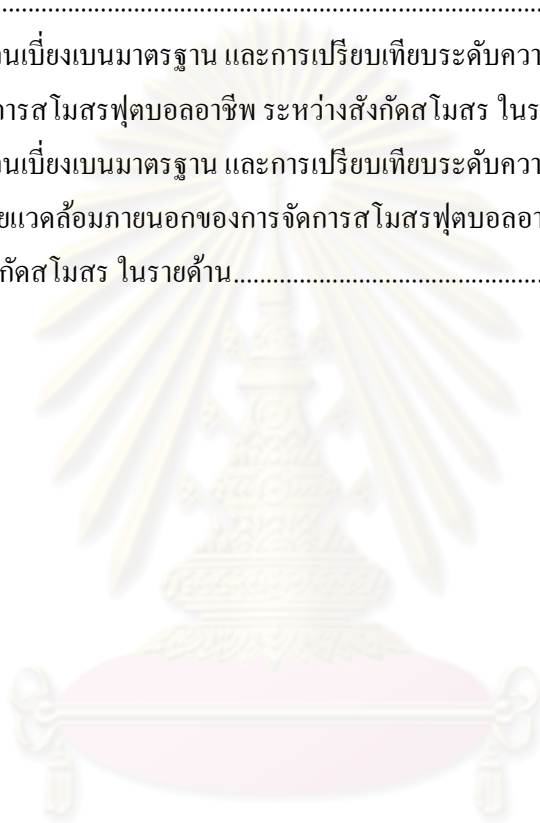 ................................................................................
นเบี่ยงเบนมาตรฐาน และการเปรียบเทียบระดับควา
การสโมสรฟุตบอลอาชีพ ระหว่างสังกัดสโมสร ในร
นเบี่ยงเบนมาตรฐาน และการเปรียบเทียบระดับควา
ยแวดล้อมภายนอกของการจัดการสโมสรฟุตบอลอา
กัดสโมสร ในรายด้าน.............................................